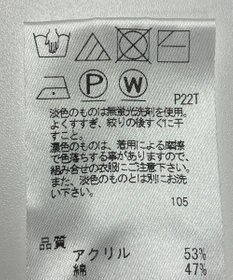 P W
P22T
淡色のものは無蛍光洗剤を使用。
よくすすぎ、絞りの後すぐに干
すこと。
濃色のものは、着用による摩擦
で色落ちする事がありますので、
組み合せの衣服にご注意下さい。
また、淡色のものとは別にお洗
い下さい。
105
品質
アクリル 53%
綿 47%